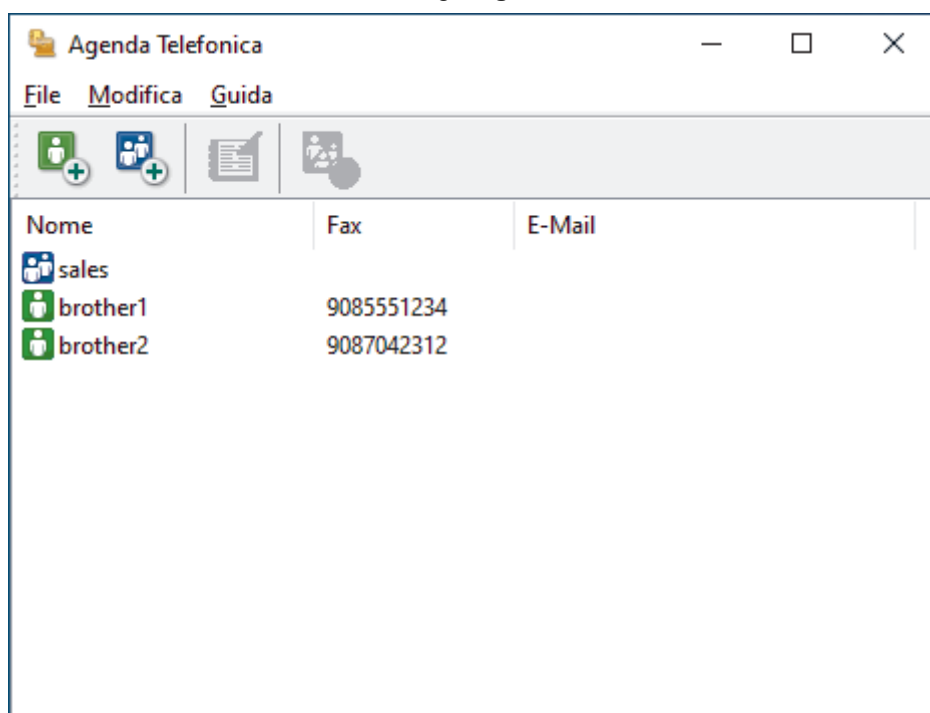 Agenda Telefonica
File Modifica Guida
Nome Fax E-Mail
sales
brother1 9085551234
brother2 9087042312